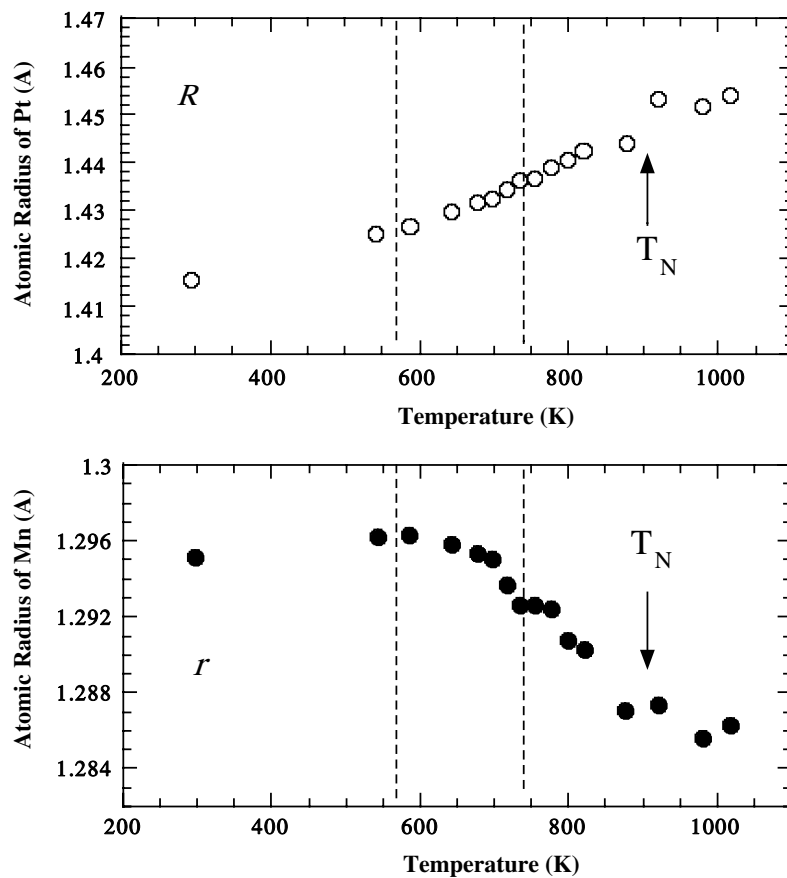 1.47
1.46
1.45
1.44
1.43
1.42
1.41
1.4
Atomic Radius of Pt (A)
R
T_N
200 400 600 800 1000
Temperature (K)
1.3
1.296
1.292
1.288
1.284
Atomic Radius of Mn (A)
T_N
r
200 400 600 800 1000
Temperature (K)